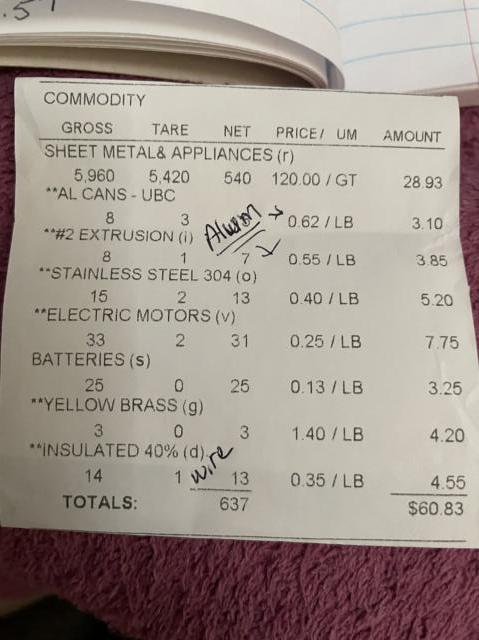 .51
COMMODITY
GROSS TARE NET PRICE/ UM AMOUNT
SHEET METAL& APPLIANCES (r)
5,960 5,420 540 120.00 / GT 28.93
**AL CANS - UBC
8 3 0.62 / LB 3.10
**#2 EXTRUSION (i)
8 1 7 0.55 / LB 3.85
**STAINLESS STEEL 304 (o)
15 2 13 0.40 / LB 5.20
**ELECTRIC MOTORS (v)
33 2 31 0.25 / LB 7.75
BATTERIES (s)
25 0 25 0.13 / LB 3.25
**YELLOW BRASS (g)
3 0 3 1.40 / LB 4.20
**INSULATED 40% (d) wire
14 1 13 0.35 / LB 4.55
TOTALS: 637 $60.83